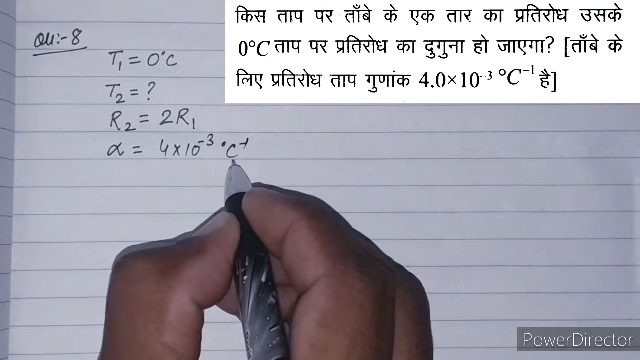 किस ताप पर ताँबे के एक तार का प्रतिरोध उसके
0°C ताप पर प्रतिरोध का दुगुना हो जाएगा? [ताँबे के
लिए प्रतिरोध ताप गुणांक 4.0×10⁻³ °C⁻¹ है]
Qu:-8
T₁ = 0°C
T₂ = ?
R₂ = 2R₁
α = 4×10⁻³ °C⁻¹
PowerDirector